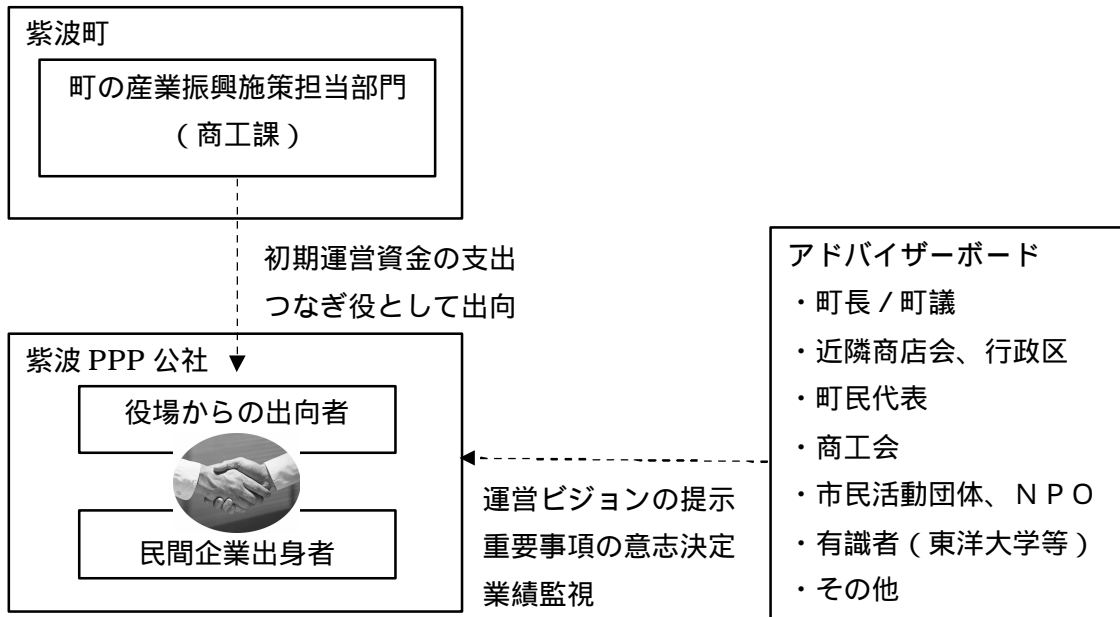 紫波町
町の産業振興施策担当部門
（商工課）
初期運営資金の支出
つなぎ役として出向
紫波 PPP 公社
役場からの出向者
民間企業出身者
運営ビジョンの提示
重要事項の意志決定
業績監視
アドバイザーボード
・町長／町議
・近隣商店会、行政区
・町民代表
・商工会
・市民活動団体、ＮＰＯ
・有識者（東洋大学等）
・その他